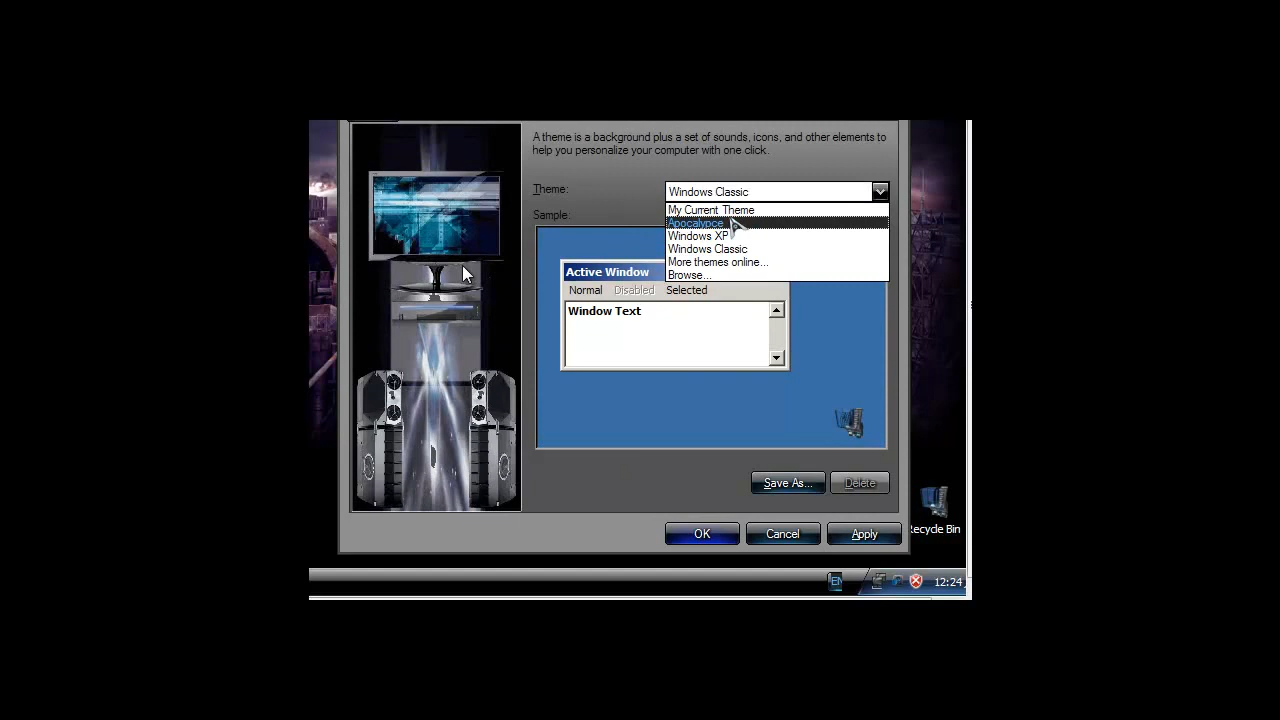 A theme is a background plus a set of sounds, icons, and other elements to
help you personalize your computer with one click.
Theme:
Windows Classic
My Current Theme
Sample:
Apocalypce
Windows XP
Windows Classic
More themes online...
Browse...
Active Window
Normal Disabled Selected
Window Text
Save As... Delete
OK Cancel Apply
Recycle Bin
EN
12:24